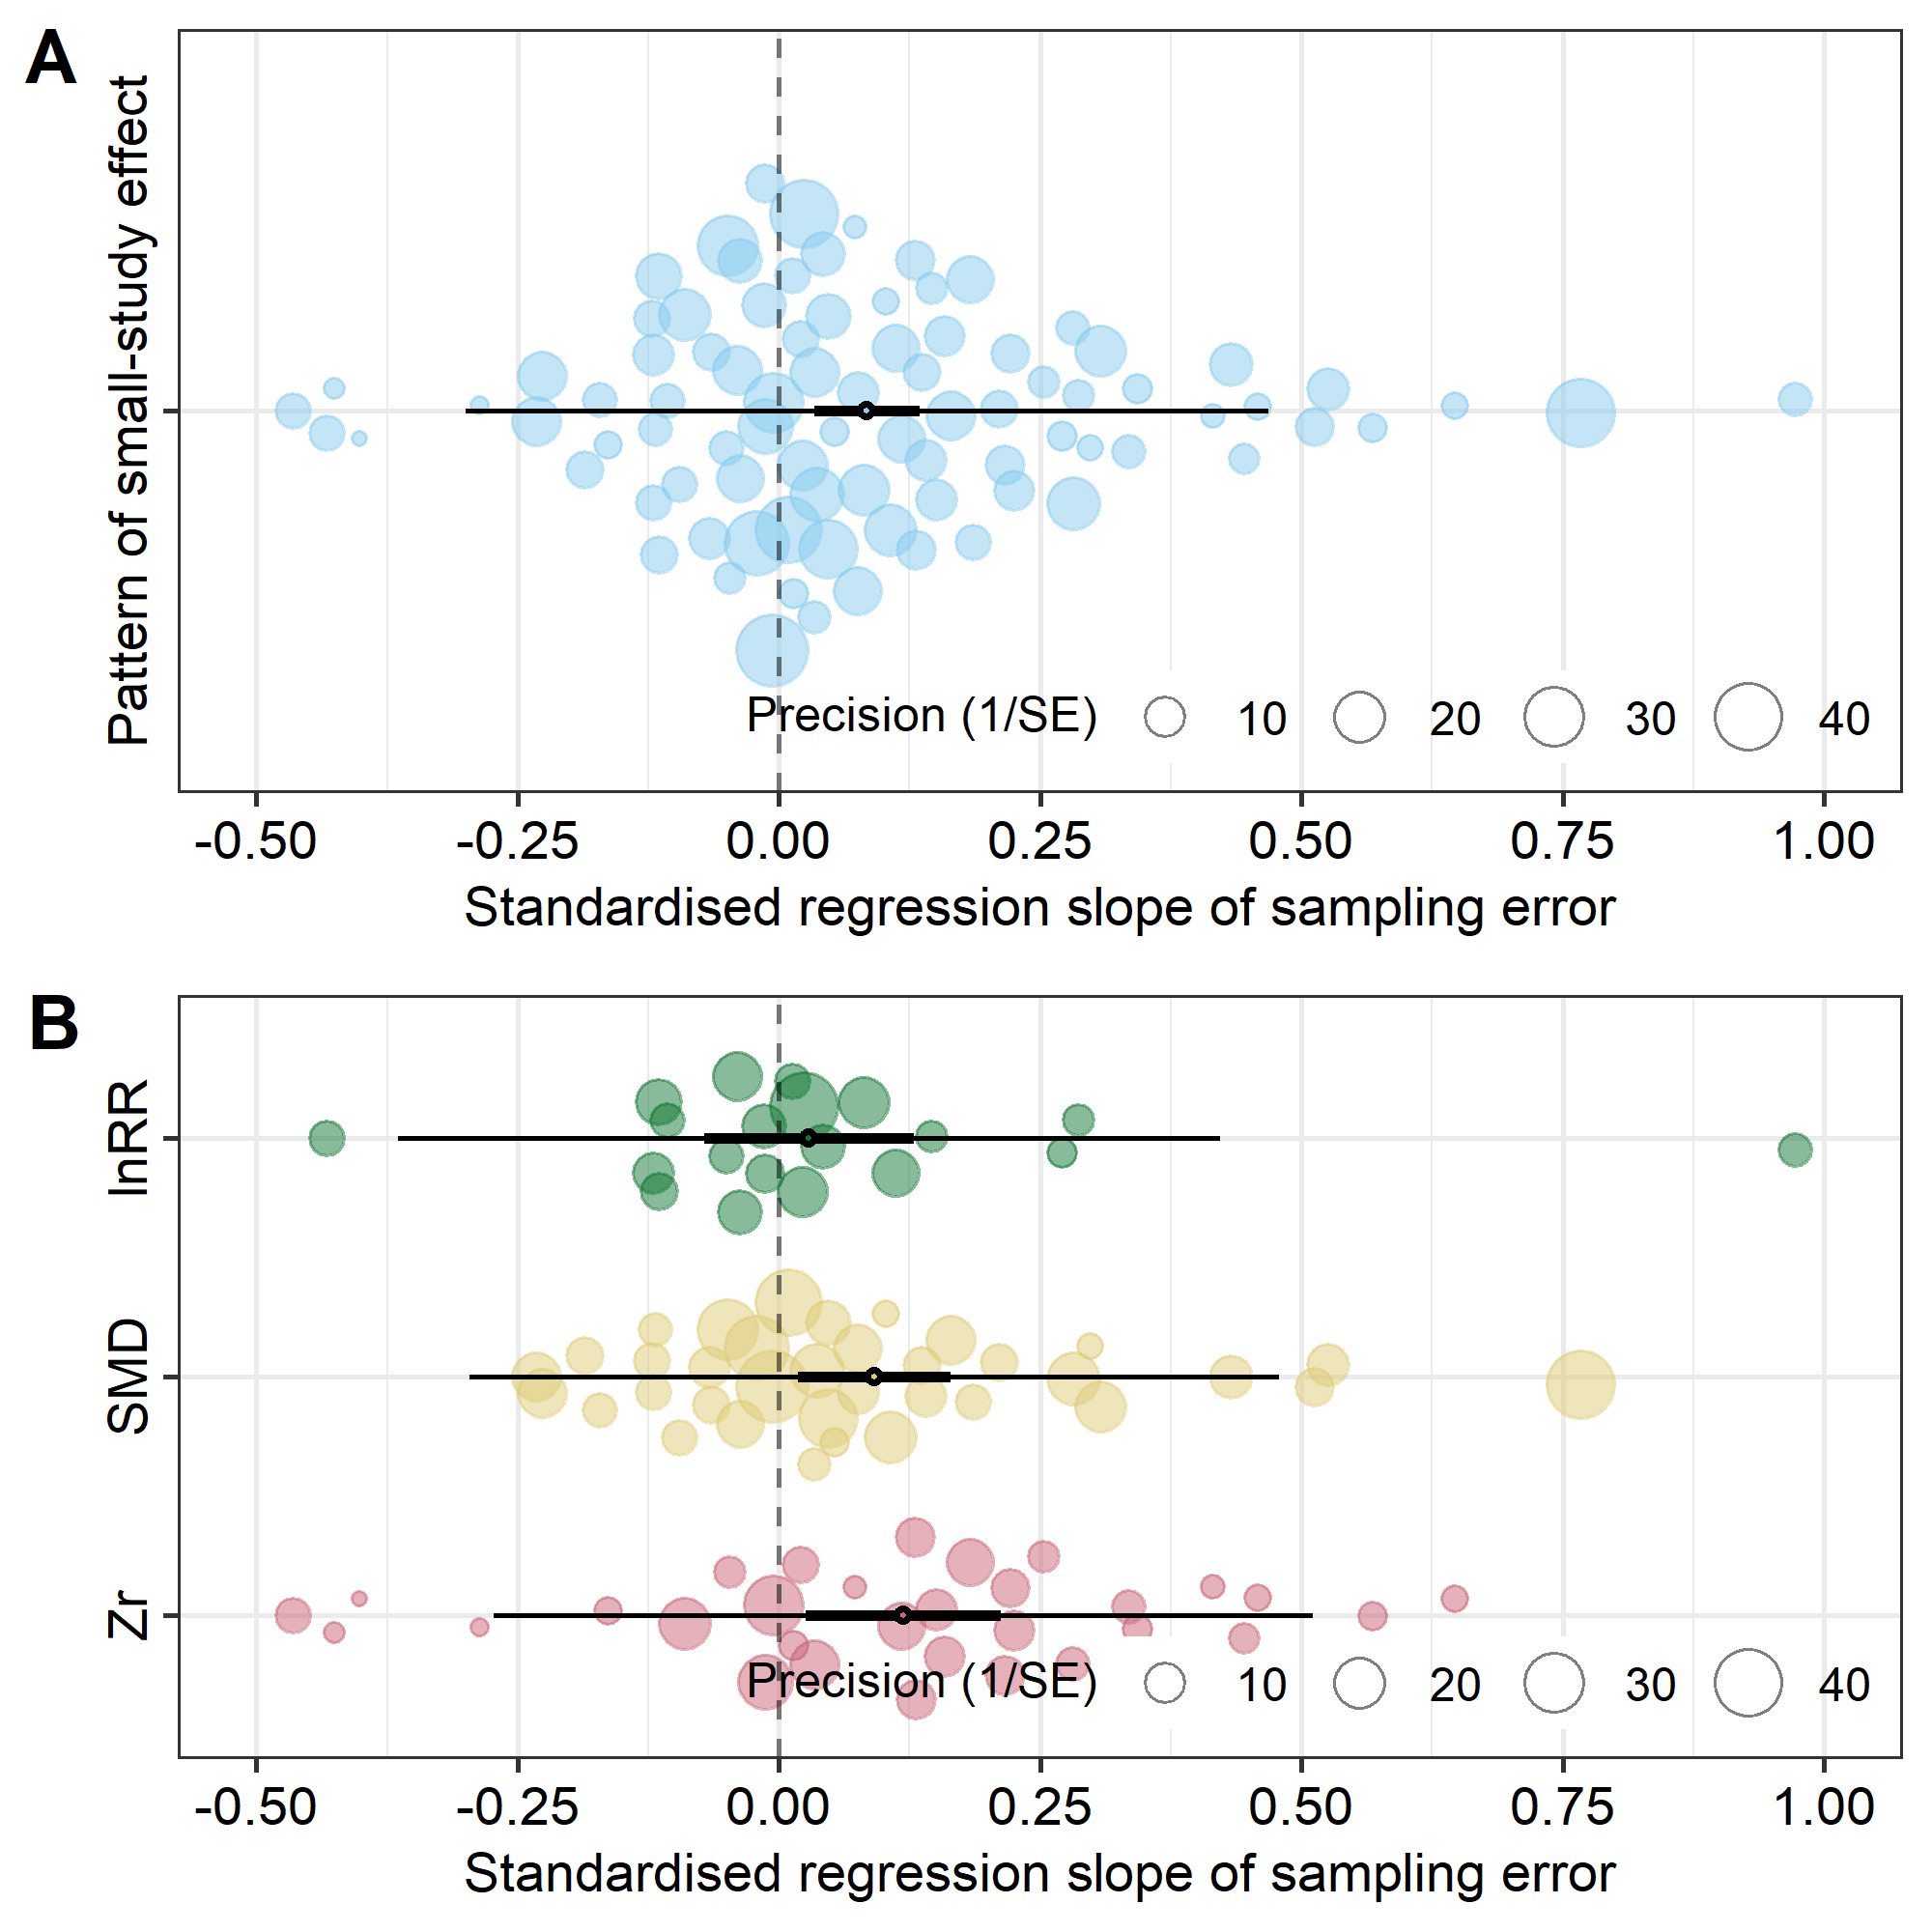 A
Pattern of small-study effect
Precision (1/SE) 10 20 30 40
-0.50 -0.25 0.00 0.25 0.50 0.75 1.00
Standardised regression slope of sampling error
B
lnRR
SMD
Zr
Precision (1/SE) 10 20 30 40
-0.50 -0.25 0.00 0.25 0.50 0.75 1.00
Standardised regression slope of sampling error